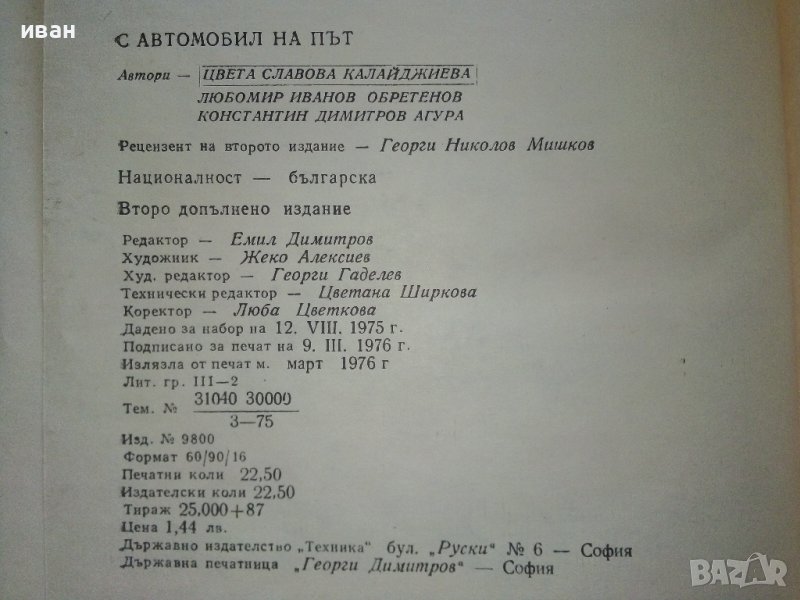 иван
С АВТОМОБИЛ НА ПЪТ
Автори — ЦВЕТА СЛАВОВА КАЛАЙДЖИЕВА
ЛЮБОМИР ИВАНОВ ОБРЕТЕНОВ
КОНСТАНТИН ДИМИТРОВ АГУРА
Рецензент на второто издание — Георги Николов Мишков
Националност — българска
Второ допълнено издание
Редактор — Емил Димитров
Художник — Жеко Алексиев
Худ. редактор — Георги Гаделев
Технически редактор — Цветана Ширкова
Коректор — Люба Цветкова
Дадено за набор на 12. VIII. 1975 г.
Подписано за печат на 9. III. 1976 г.
Излязла от печат м. март 1976 г
Лит. гр. III—2
Тем. № 31040 30000
3—75
Изд. № 9800
Формат 60/90/16
Печатни коли 22,50
Издателски коли 22,50
Тираж 25,000+87
Цена 1,44 лв.
Държавно издателство „Техника“ бул. „Руски“ № 6 — София
Държавна печатница „Георги Димитров“ — София
BAZAR